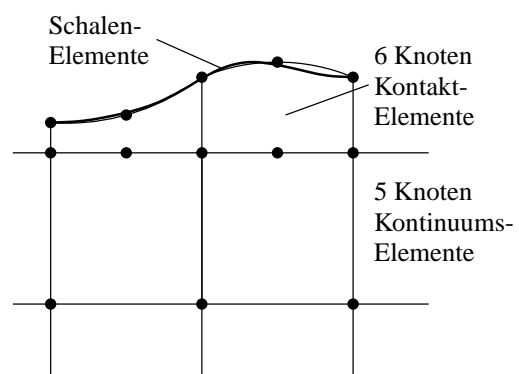 Schalen-
Elemente
6 Knoten
Kontakt-
Elemente
5 Knoten
Kontinuums-
Elemente